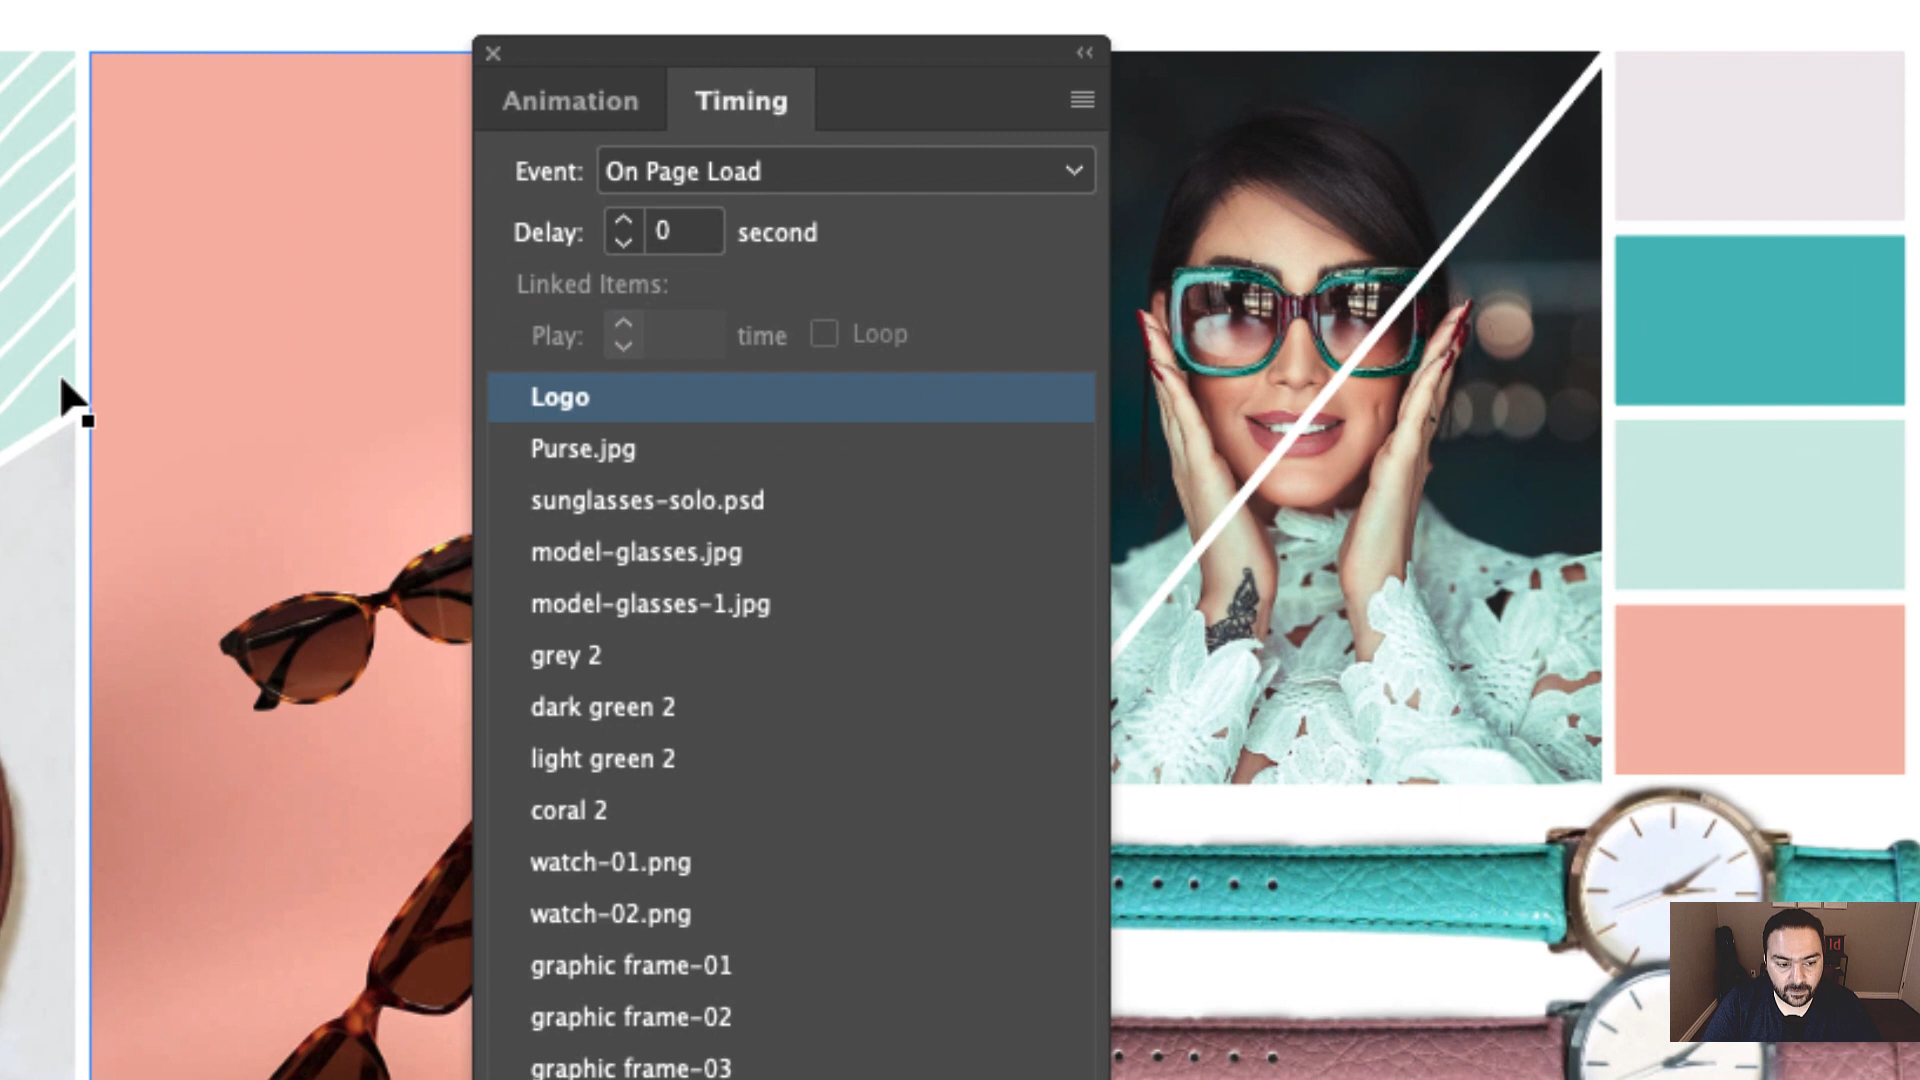 Animation Timing
Event: On Page Load
Delay: 0 second
Linked Items:
Play: time Loop
Logo
Purse.jpg
sunglasses-solo.psd
model-glasses.jpg
model-glasses-1.jpg
grey 2
dark green 2
light green 2
coral 2
watch-01.png
watch-02.png
graphic frame-01
graphic frame-02
graphic frame-03
Id